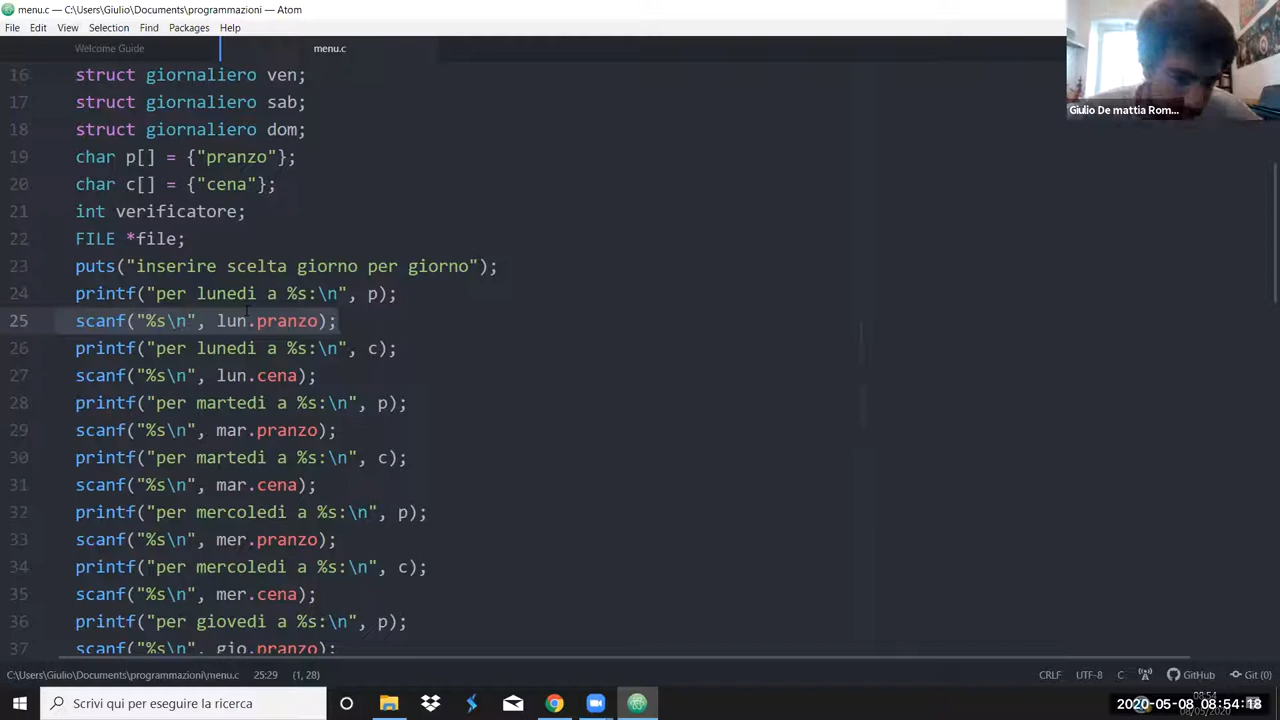 menu.c — C:\Users\Giulio\Documents\programmazioni — Atom
File Edit View Selection Find Packages Help
Welcome Guide menu.c
Giulio De mattia Rom...
16 struct giornaliero ven;
17 struct giornaliero sab;
18 struct giornaliero dom;
19 char p[] = {"pranzo"};
20 char c[] = {"cena"};
21 int verificatore;
22 FILE *file;
23 puts("inserire scelta giorno per giorno");
24 printf("per lunedi a %s:\n", p);
25 scanf("%s\n", lun.pranzo);
26 printf("per lunedi a %s:\n", c);
27 scanf("%s\n", lun.cena);
28 printf("per martedi a %s:\n", p);
29 scanf("%s\n", mar.pranzo);
30 printf("per martedi a %s:\n", c);
31 scanf("%s\n", mar.cena);
32 printf("per mercoledi a %s:\n", p);
33 scanf("%s\n", mer.pranzo);
34 printf("per mercoledi a %s:\n", c);
35 scanf("%s\n", mer.cena);
36 printf("per giovedi a %s:\n", p);
37 scanf("%s\n", gio.pranzo);
C:\Users\Giulio\Documents\programmazioni\menu.c 25:29 (1, 28) CRLF UTF-8 C GitHub Git (0)
Scrivi qui per eseguire la ricerca
08:54
2020-05-08 08:54:18
08/05/2020